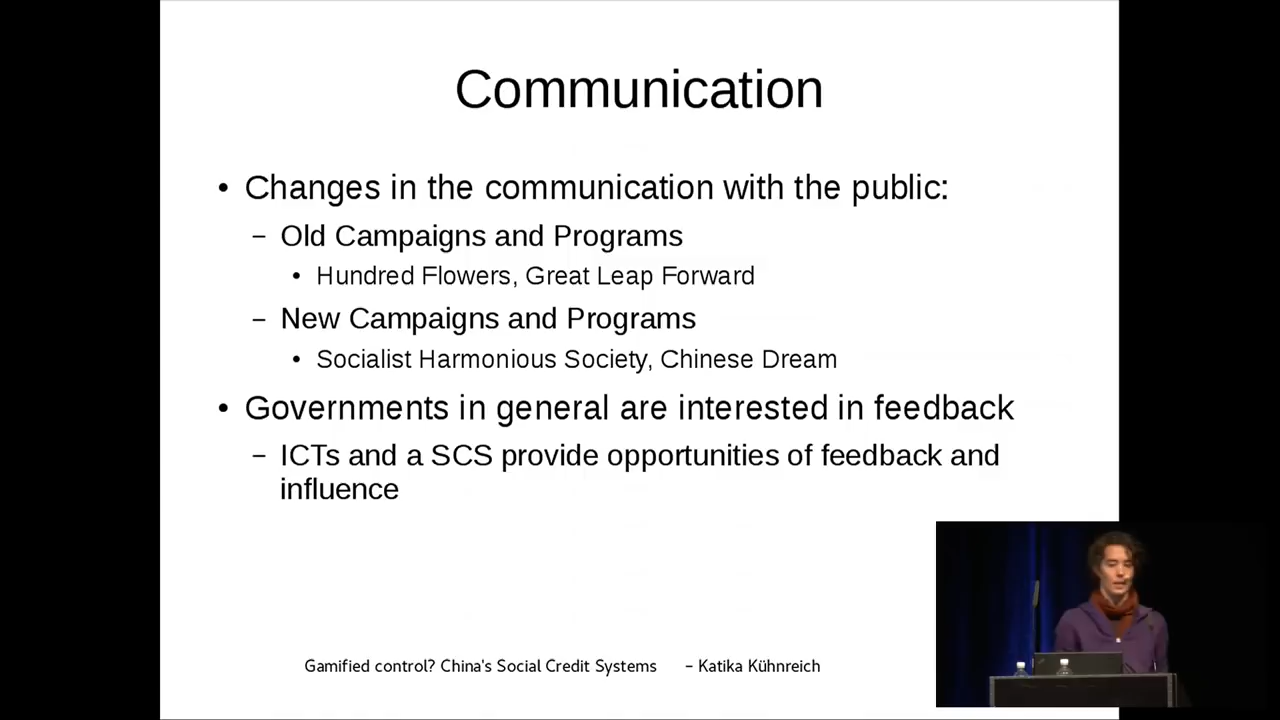 Communication
• Changes in the communication with the public:
– Old Campaigns and Programs
• Hundred Flowers, Great Leap Forward
– New Campaigns and Programs
• Socialist Harmonious Society, Chinese Dream
• Governments in general are interested in feedback
– ICTs and a SCS provide opportunities of feedback and
influence
Gamified control? China's Social Credit Systems – Katika Kühnreich